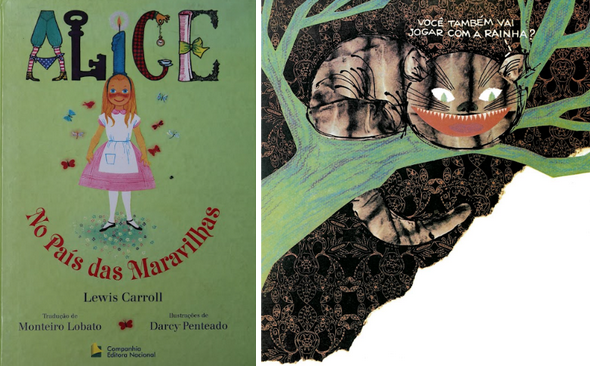 ALICE
No País das Maravilhas
Lewis Carroll
Tradução de
Monteiro Lobato
Ilustrações de
Darcy Penteado
Companhia
Editora Nacional
VOCÊ TAMBEM VAI
JOGAR COM A RAINHA?